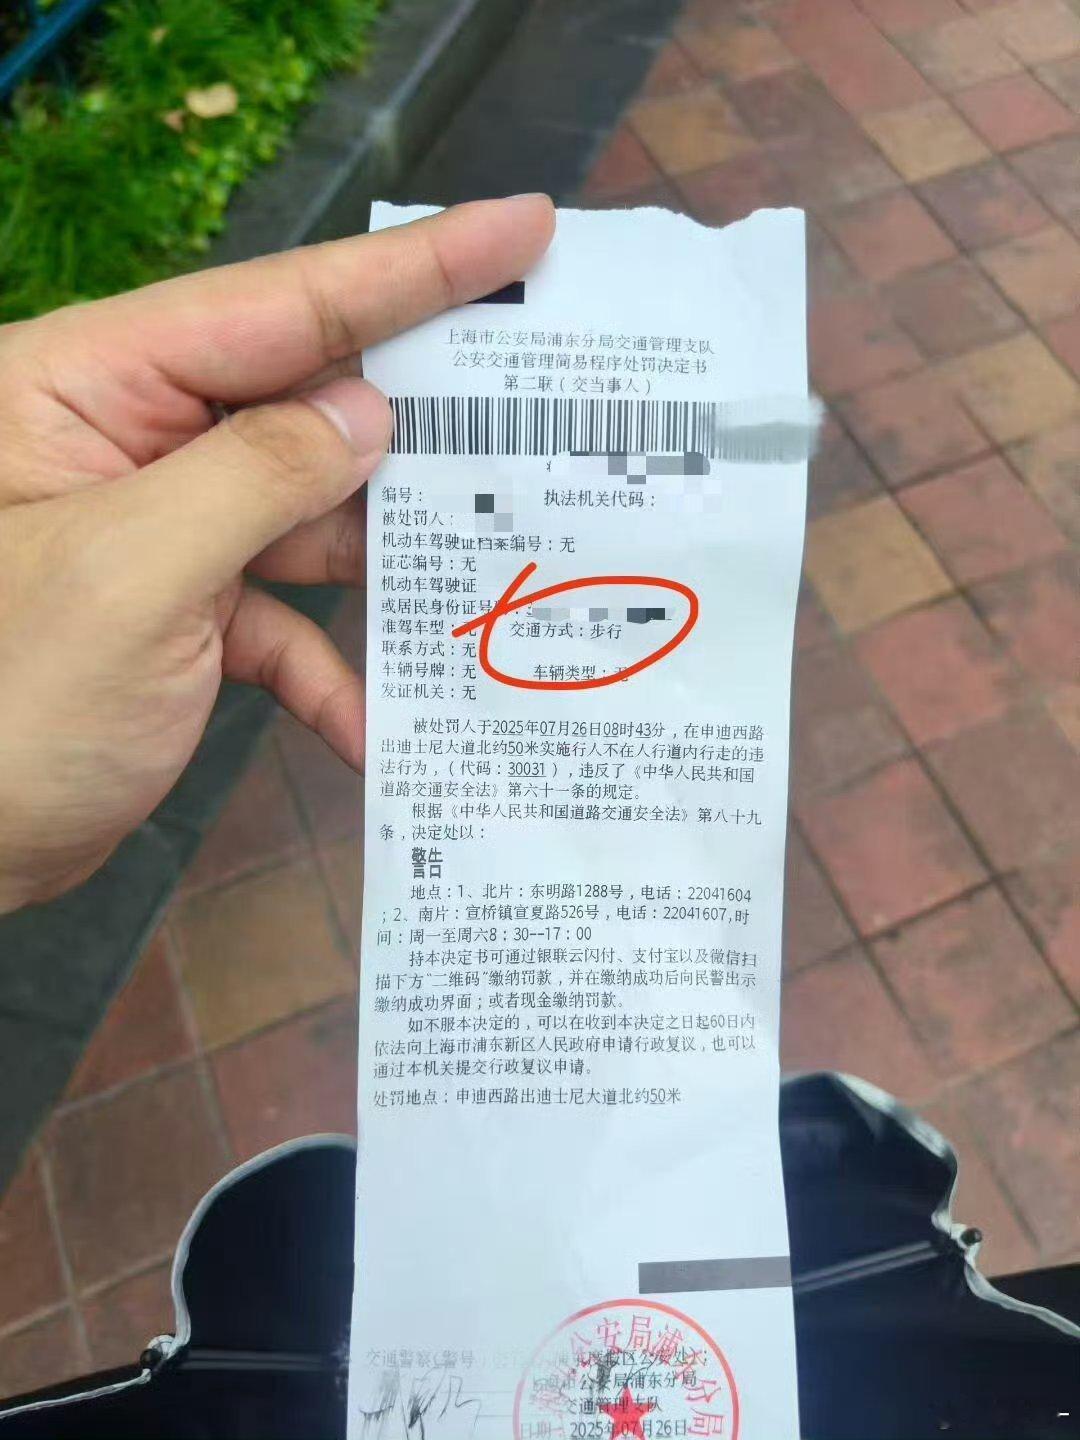 上海市公安局浦东分局交通管理支队
公安交通管理简易程序处罚决定书
第二联（交当事人）
编号：
执法机关代码：
被处罚人：
机动车驾驶证档案编号：无
证芯编号：无
机动车驾驶证
或居民身份证号码：
准驾车型：无 交通方式：步行
联系方式：无
车辆号牌：无 车辆类型：无
发证机关：无
被处罚人于2025年07月26日08时43分，在申迪西路
出迪士尼大道北约50米实施行人不在人行道内行走的违
法行为，（代码：30031），违反了《中华人民共和国
道路交通安全法》第六十一条的规定。
根据《中华人民共和国道路交通安全法》第八十九
条，决定处以：
警告
地点：1、北片：东明路1288号，电话：22041604
；2、南片：宣桥镇宣夏路526号，电话：22041607,时
间：周一至周六8：30--17：00
持本决定书可通过银联云闪付、支付宝以及微信扫
描下方“二维码”缴纳罚款，并在缴纳成功后向民警出示
缴纳成功界面；或者现金缴纳罚款。
如不服本决定的，可以在收到本决定之日起60日内
依法向上海市浦东新区人民政府申请行政复议，也可以
通过本机关提交行政复议申请。
处罚地点：申迪西路出迪士尼大道北约50米
交通警察(警号)
度假区公安处；
市公安局浦东分局
交通管理支队
日期：2025年07月26日